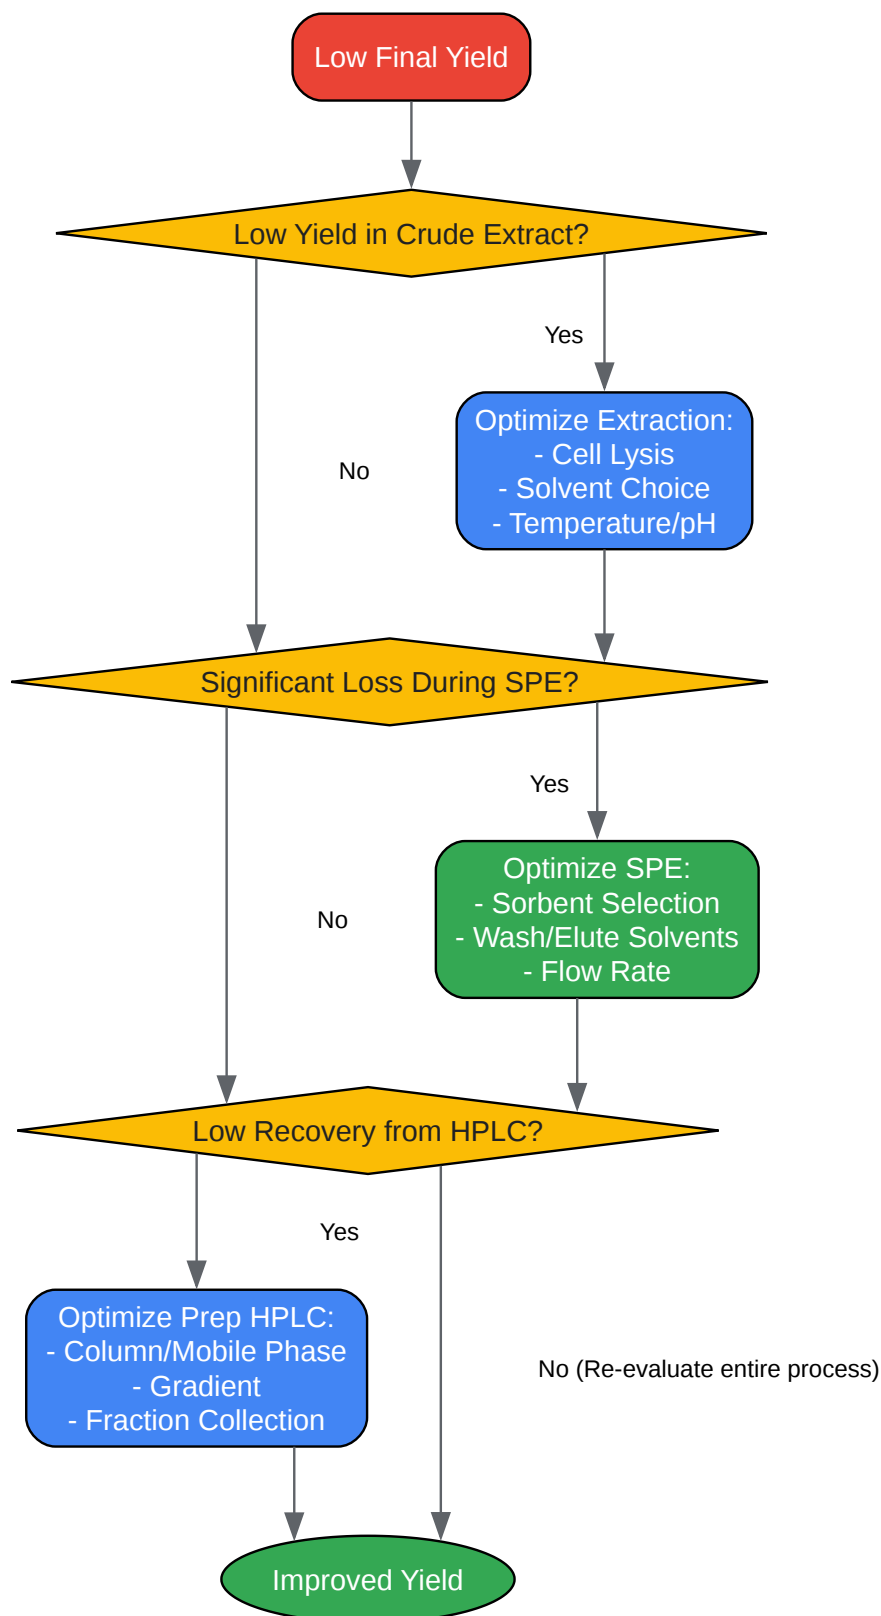 Low Final Yield
Low Yield in Crude Extract?
Yes
Optimize Extraction:
- Cell Lysis
- Solvent Choice
- Temperature/pH
No
Significant Loss During SPE?
Yes
Optimize SPE:
- Sorbent Selection
- Wash/Elute Solvents
- Flow Rate
No
Low Recovery from HPLC?
Yes
Optimize Prep HPLC:
- Column/Mobile Phase
- Gradient
- Fraction Collection
No (Re-evaluate entire process)
Improved Yield